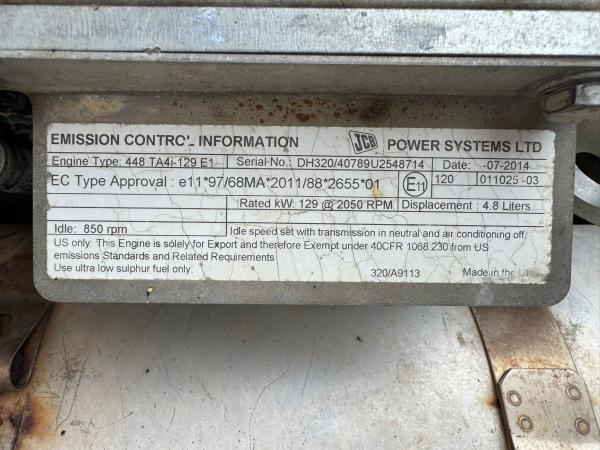 EMISSION CONTROL INFORMATION JCB POWER SYSTEMS LTD
Engine Type: 448 TA4i-129 E1 Serial-No.: DH320/40789U2548714 Date: -07-2014
EC Type Approval : e11*97/68MA*2011/88*2655*01 E11 120 011025 -03
Rated kW: 129 @ 2050 RPM Displacement : 4.8 Liters
Idle: 850 rpm Idle speed set with transmission in neutral and air conditioning off.
US only: This Engine is solely for Export and therefore Exempt under 40CFR 1068.230 from US
emissions Standards and Related Requirements
Use ultra low sulphur fuel only. 320/A9113 Made in the